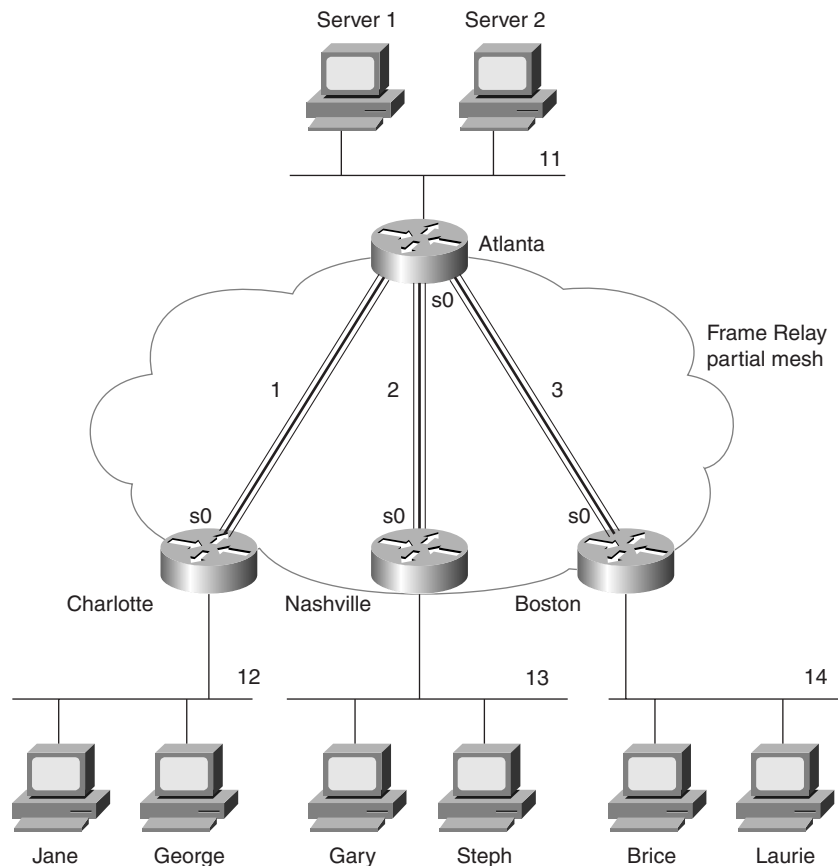 Server 1
Server 2
11
Atlanta
s0
Frame Relay
partial mesh
1
2
3
s0
s0
s0
Charlotte
Nashville
Boston
12
13
14
Jane
George
Gary
Steph
Brice
Laurie